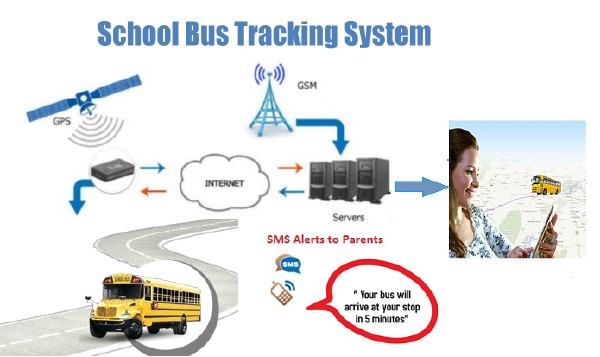 School Bus Tracking System
GPS
GSM
INTERNET
Servers
SMS Alerts to Parents
SMS
" Your bus will
arrive at your stop
in 5 minutes"
SCHOOL BUS